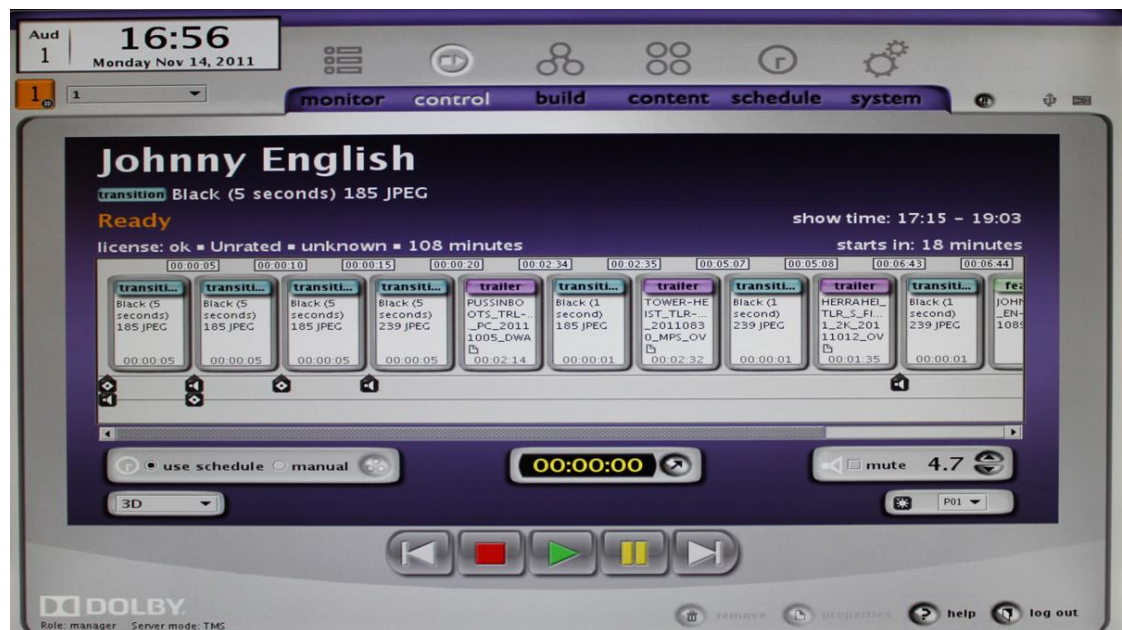 Aud
1
16:56
Monday Nov 14, 2011
1 3D
1
monitor control build content schedule system
Johnny English
transition Black (5 seconds) 185 JPEG
Ready
show time: 17:15 – 19:03
license: ok ▪ Unrated ▪ unknown ▪ 108 minutes
starts in: 18 minutes
00:00:05 00:00:10 00:00:15 00:00:20 00:02:34 00:02:35 00:05:07 00:05:08 00:06:43 00:06:44
transiti...
Black (5
seconds)
185 JPEG
00:00:05
transiti...
Black (5
seconds)
185 JPEG
00:00:05
transiti...
Black (5
seconds)
185 JPEG
00:00:05
transiti...
Black (5
seconds)
239 JPEG
00:00:05
trailer
PUSSINBO
OTS_TRL-...
_PC_2011
1005_DWA
00:02:14
transiti...
Black (1
second)
185 JPEG
00:00:01
trailer
TOWER-HE
IST_TLR-...
_2011083
0_MPS_OV
00:02:32
transiti...
Black (1
second)
239 JPEG
00:00:01
trailer
HERRAHEI_
TLR_S_FI...
1_2K_201
11012_OV
00:01:35
transiti...
Black (1
second)
239 JPEG
00:00:01
fea
JOHN
_EN-
1089
use schedule manual
00:00:00
mute 4.7
3D
P01
DOLBY
Role: manager Server mode: TMS
remove properties help log out